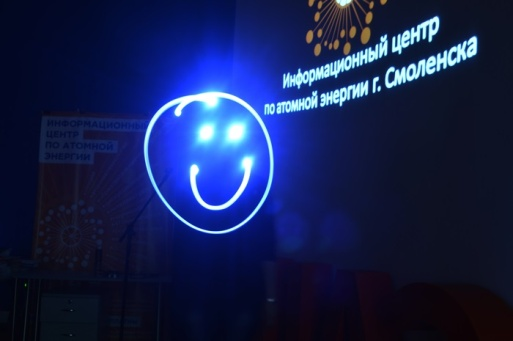 Информационный центр
по атомной энергии г. Смоленска
ИНФОРМАЦИОННЫЙ
ЦЕНТР
ПО АТОМНОЙ
ЭНЕРГИИ